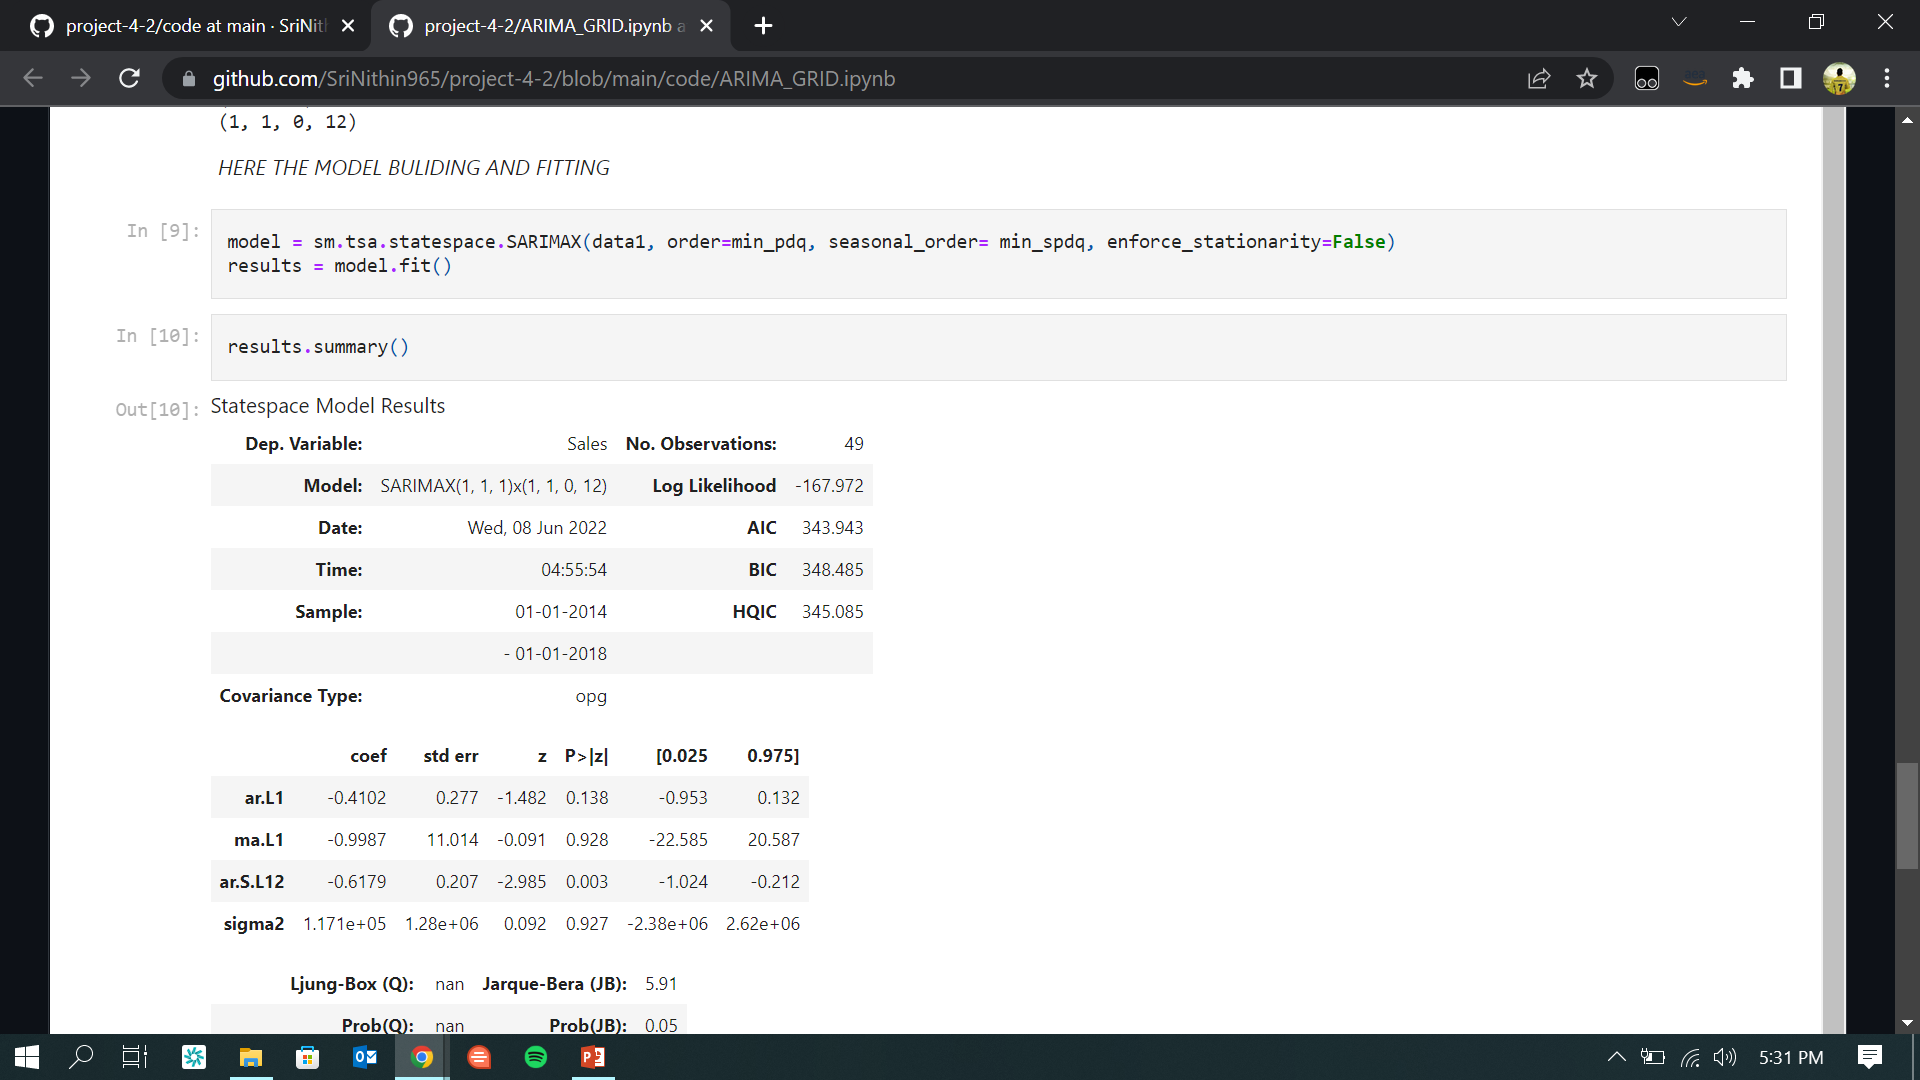 project-4-2/code at main · SriNith
project-4-2/ARIMA_GRID.ipynb a
github.com/SriNithin965/project-4-2/blob/main/code/ARIMA_GRID.ipynb
(1, 1, 0, 12)
HERE THE MODEL BULIDING AND FITTING
In [9]:
model = sm.tsa.statespace.SARIMAX(data1, order=min_pdq, seasonal_order= min_spdq, enforce_stationarity=False)
results = model.fit()
In [10]:
results.summary()
Out[10]: Statespace Model Results
Dep. Variable: Sales No. Observations: 49
Model: SARIMAX(1, 1, 1)x(1, 1, 0, 12) Log Likelihood -167.972
Date: Wed, 08 Jun 2022 AIC 343.943
Time: 04:55:54 BIC 348.485
Sample: 01-01-2014 HQIC 345.085
- 01-01-2018
Covariance Type: opg
coef std err z P>|z| [0.025 0.975]
ar.L1 -0.4102 0.277 -1.482 0.138 -0.953 0.132
ma.L1 -0.9987 11.014 -0.091 0.928 -22.585 20.587
ar.S.L12 -0.6179 0.207 -2.985 0.003 -1.024 -0.212
sigma2 1.171e+05 1.28e+06 0.092 0.927 -2.38e+06 2.62e+06
Ljung-Box (Q): nan Jarque-Bera (JB): 5.91
Prob(Q): nan Prob(JB): 0.05
5:31 PM